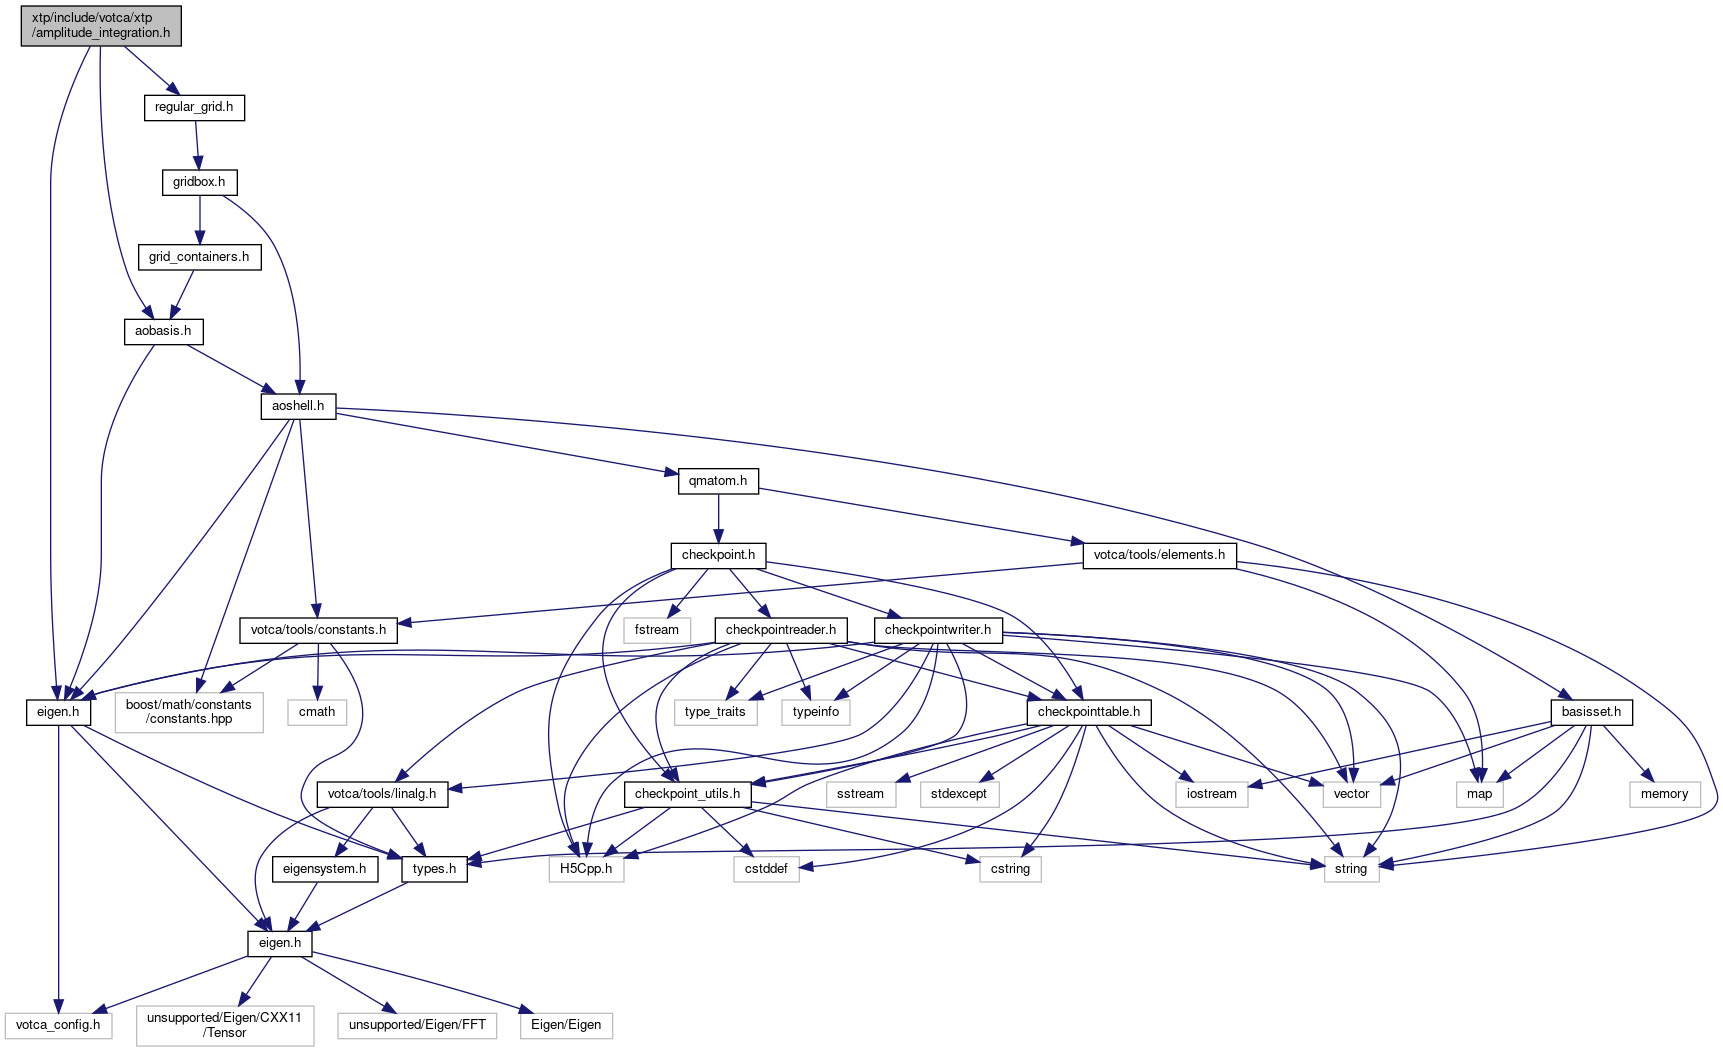 xtp/include/votca/xtp
/amplitude_integration.h
regular_grid.h
gridbox.h
grid_containers.h
aobasis.h
aoshell.h
qmatom.h
checkpoint.h
votca/tools/elements.h
votca/tools/constants.h
fstream
checkpointreader.h
checkpointwriter.h
eigen.h
boost/math/constants
/constants.hpp
cmath
type_traits
typeinfo
checkpointtable.h
basisset.h
votca/tools/linalg.h
checkpoint_utils.h
sstream
stdexcept
iostream
vector
map
memory
eigensystem.h
types.h
H5Cpp.h
cstddef
cstring
string
eigen.h
votca_config.h
unsupported/Eigen/CXX11
/Tensor
unsupported/Eigen/FFT
Eigen/Eigen